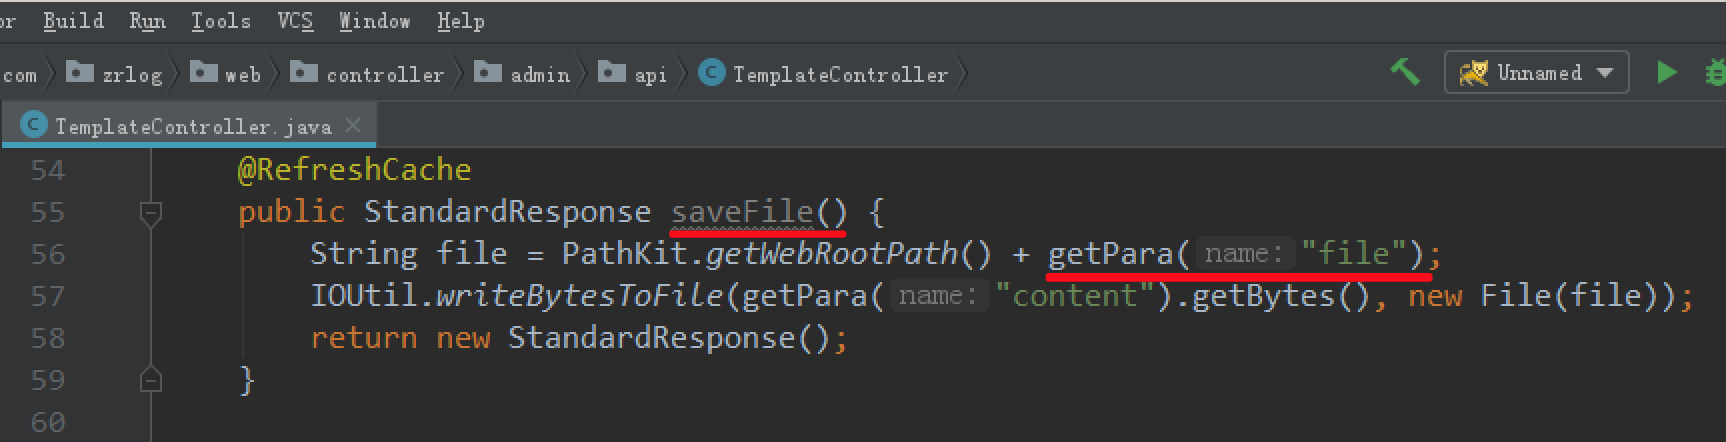 or Build Run Tools VCS Window Help
com zrlog web controller admin api C TemplateController Unnamed
C TemplateController.java ×
54 @RefreshCache
55 public StandardResponse saveFile() {
56 String file = PathKit.getWebRootPath() + getPara( name: "file");
57 IOUtil.writeBytesToFile(getPara( name: "content").getBytes(), new File(file));
58 return new StandardResponse();
59 }
60